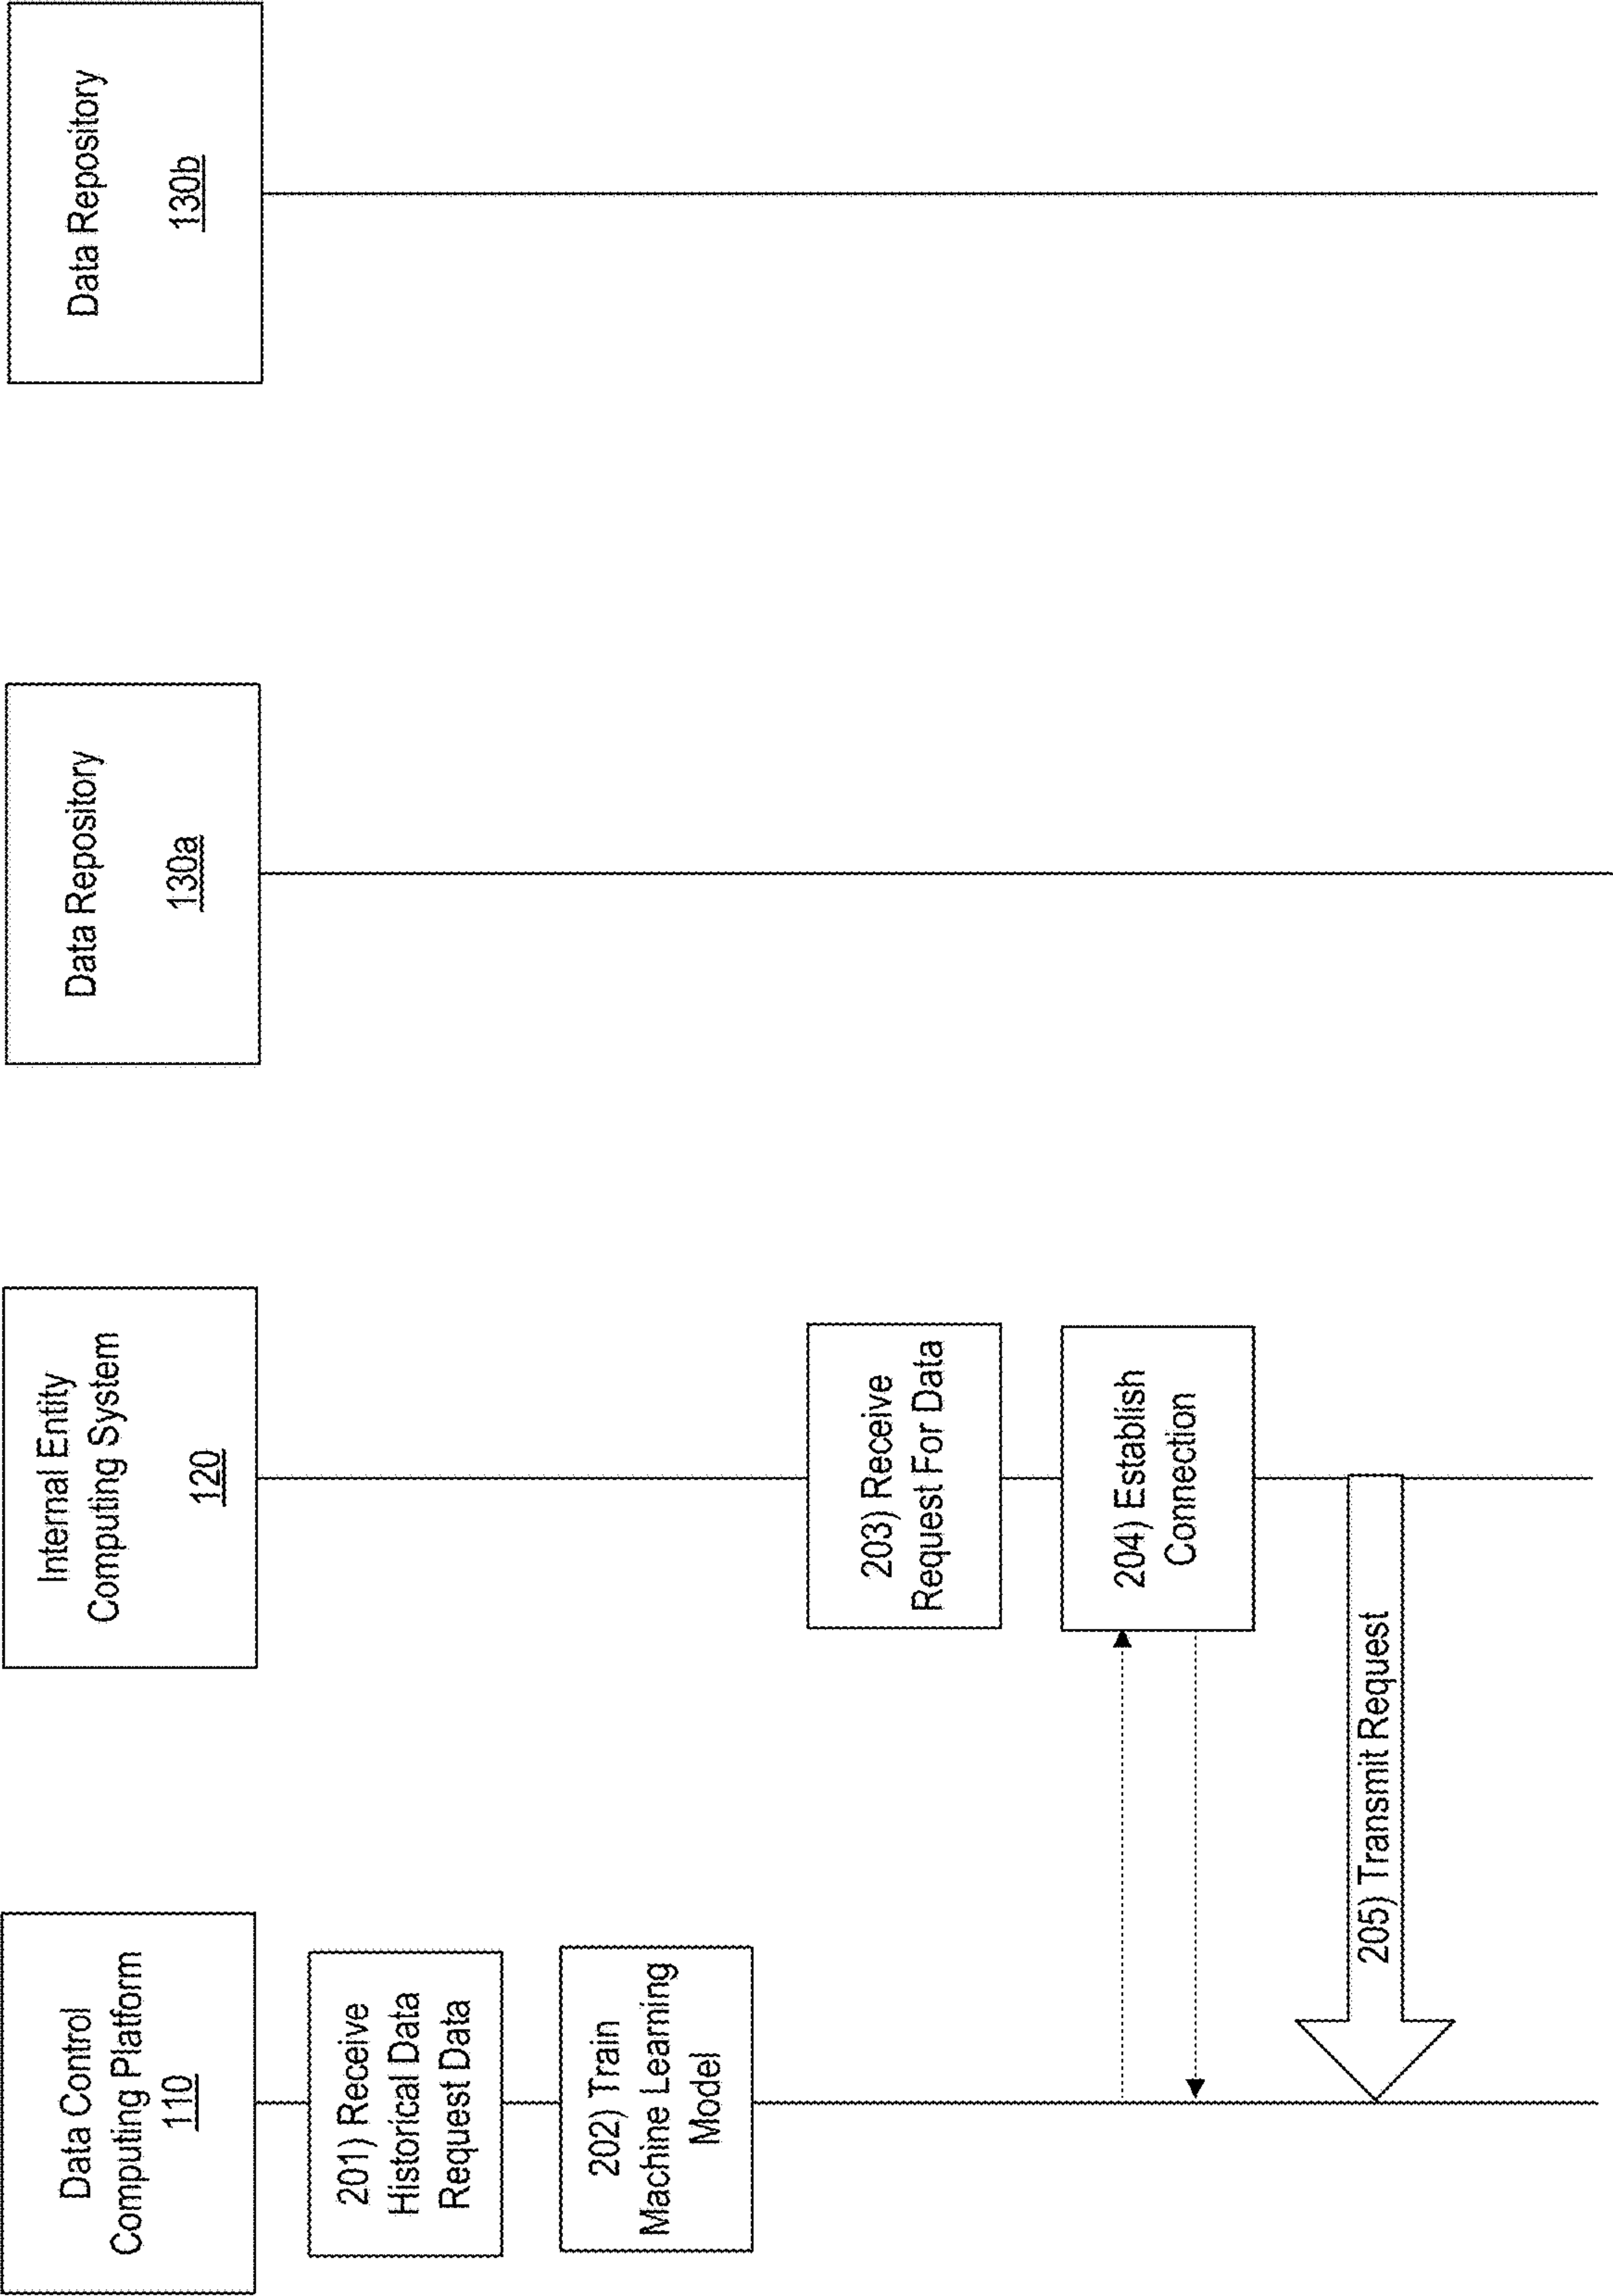 Data Control
Computing Platform
110
Internal Entity
Computing System
120
Data Repository
130a
Data Repository
130b
201) Receive
Historical Data
Request Data
202) Train
Machine Learning
Model
203) Receive
Request For Data
204) Establish
Connection
205) Transmit Request